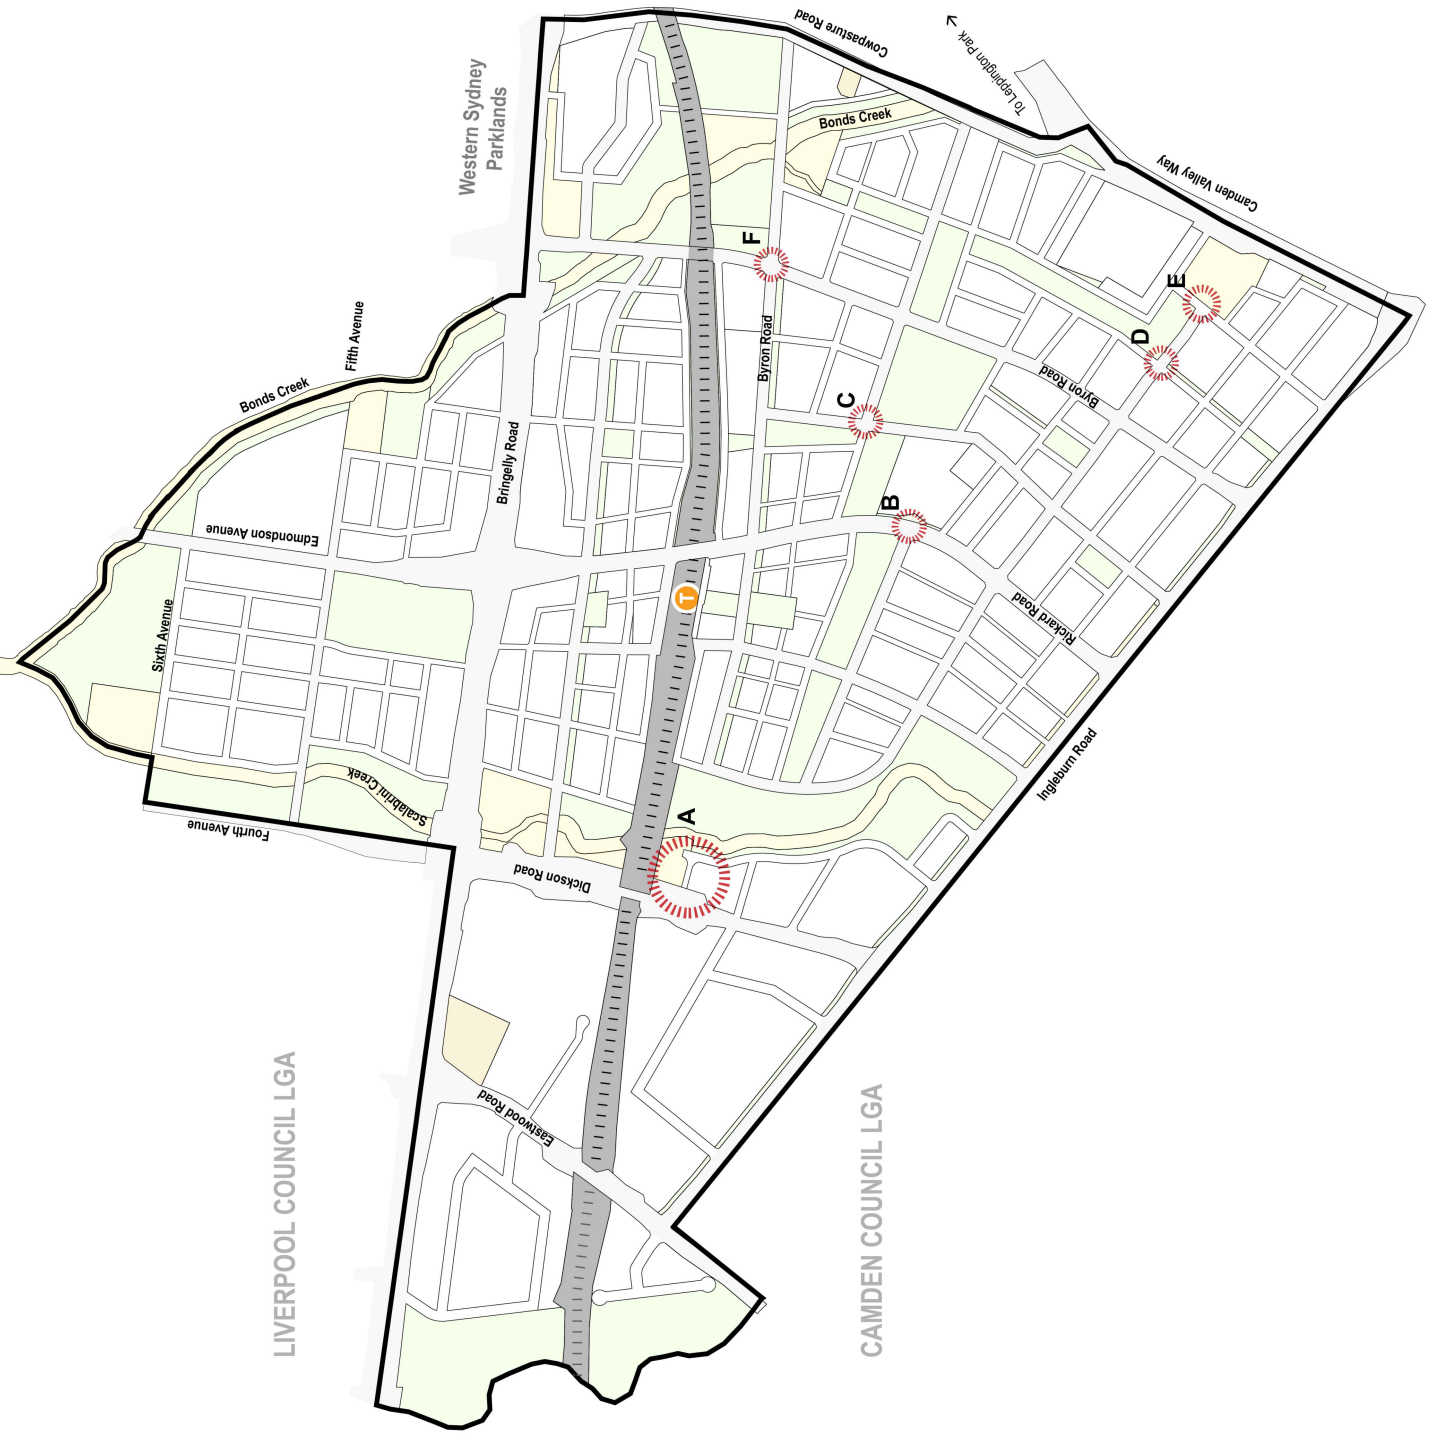 Cowpasture Road
To Leppington Park
Western Sydney
Parklands
Bonds Creek
Camden Valley Way
F
E
Fifth Avenue
Byron Road
D
Bonds Creek
C
Byron Road
Bringelly Road
B
Edmondson Avenue
T
Sixth Avenue
Rickard Road
Ingleburn Road
Scalabrini Creek
A
Fourth Avenue
Dickson Road
LIVERPOOL COUNCIL LGA
Eastwood Road
CAMDEN COUNCIL LGA